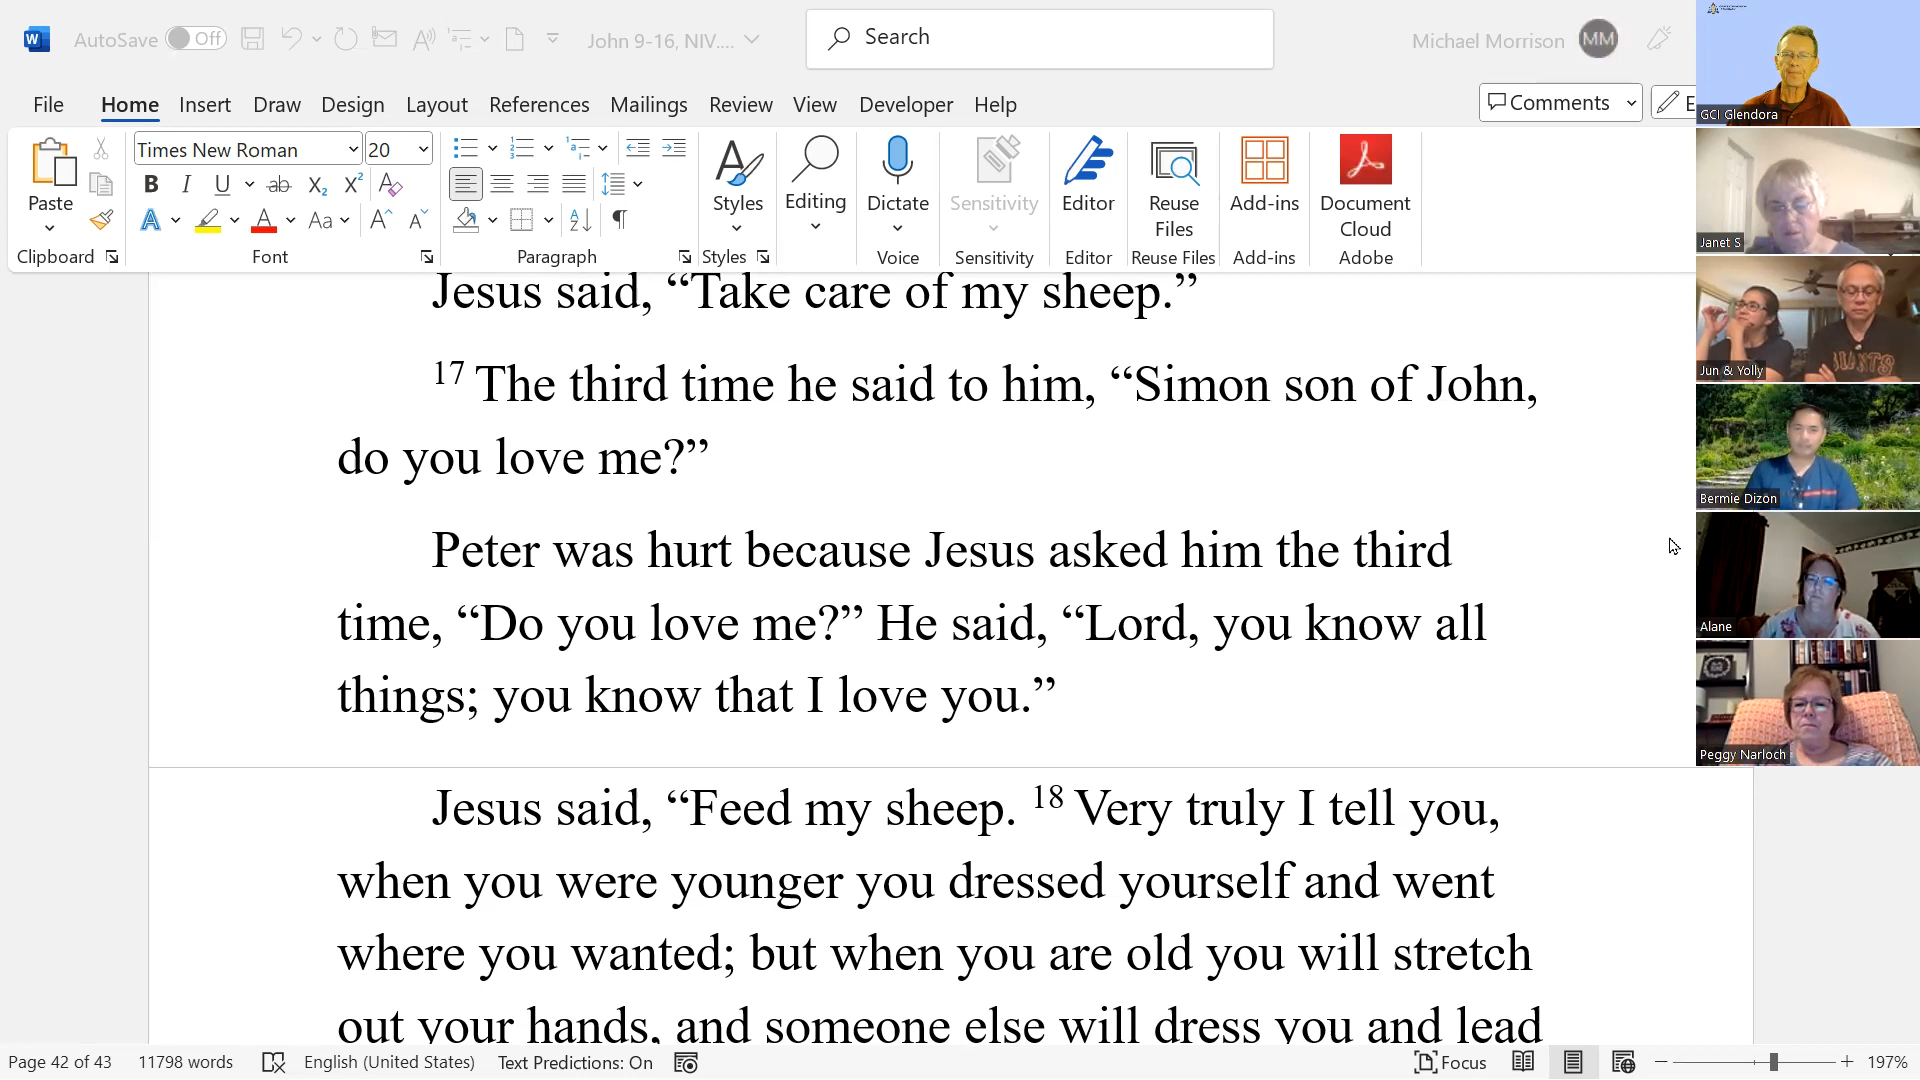 AutoSave Off John 9-16, NIV.... Search Michael Morrison MM
File Home Insert Draw Design Layout References Mailings Review View Developer Help Comments E
Paste Times New Roman 20 Styles Editing Dictate Sensitivity Editor Reuse Files Add-ins Document Cloud
Clipboard Font Paragraph Styles Voice Sensitivity Editor Reuse Files Add-ins Adobe
Jesus said, “Take care of my sheep.”
17 The third time he said to him, “Simon son of John,
do you love me?”
Peter was hurt because Jesus asked him the third
time, “Do you love me?” He said, “Lord, you know all
things; you know that I love you.”
Jesus said, “Feed my sheep. 18 Very truly I tell you,
when you were younger you dressed yourself and went
where you wanted; but when you are old you will stretch
out your hands, and someone else will dress you and lead
GCI Glendora
Janet S
GIANTS
Jun & Yolly
Bermie Dizon
Alane
Peggy Narloch
Page 42 of 43 11798 words English (United States) Text Predictions: On Focus 197%